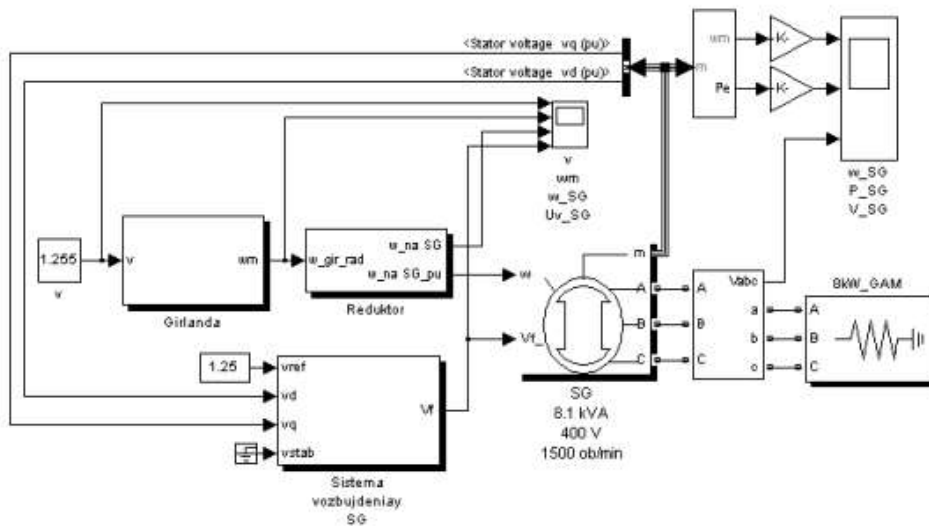 <Stator voltage vq (pu)>
<Stator voltage vd (pu)>
m
wm
Pe
K-
K-
v
wm
w_SG
Uv_SG
w_SG
P_SG
V_SG
1.255
v
v
wm
Girlanda
w_gir_rad
w_na SG
w_na SG_pu
Reduktor
w
Vf_
m
A
B
C
SG
8.1 kVA
400 V
1500 ob/min
A
B
C
Vabc
a
b
c
8kW_GAM
A
B
C
1.25
vref
vd
vq
vstab
Vf
Sistema
vozbujdeniay
SG